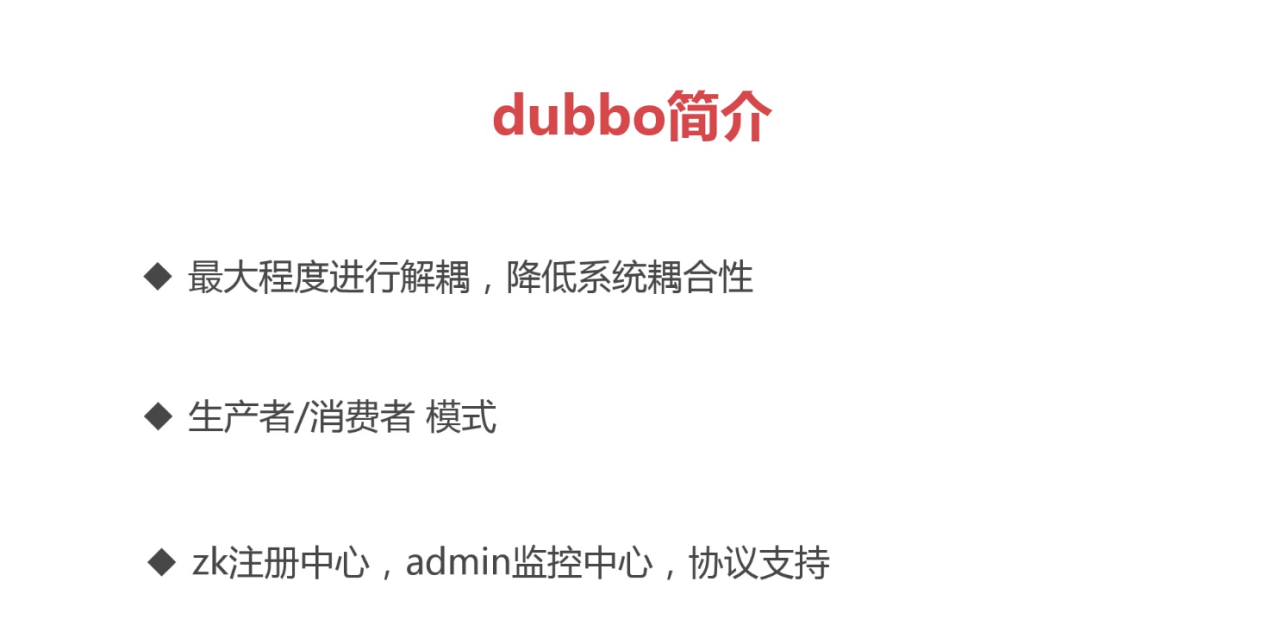 dubbo简介
◆ 最大程度进行解耦，降低系统耦合性
◆ 生产者/消费者 模式
◆ zk注册中心，admin监控中心，协议支持